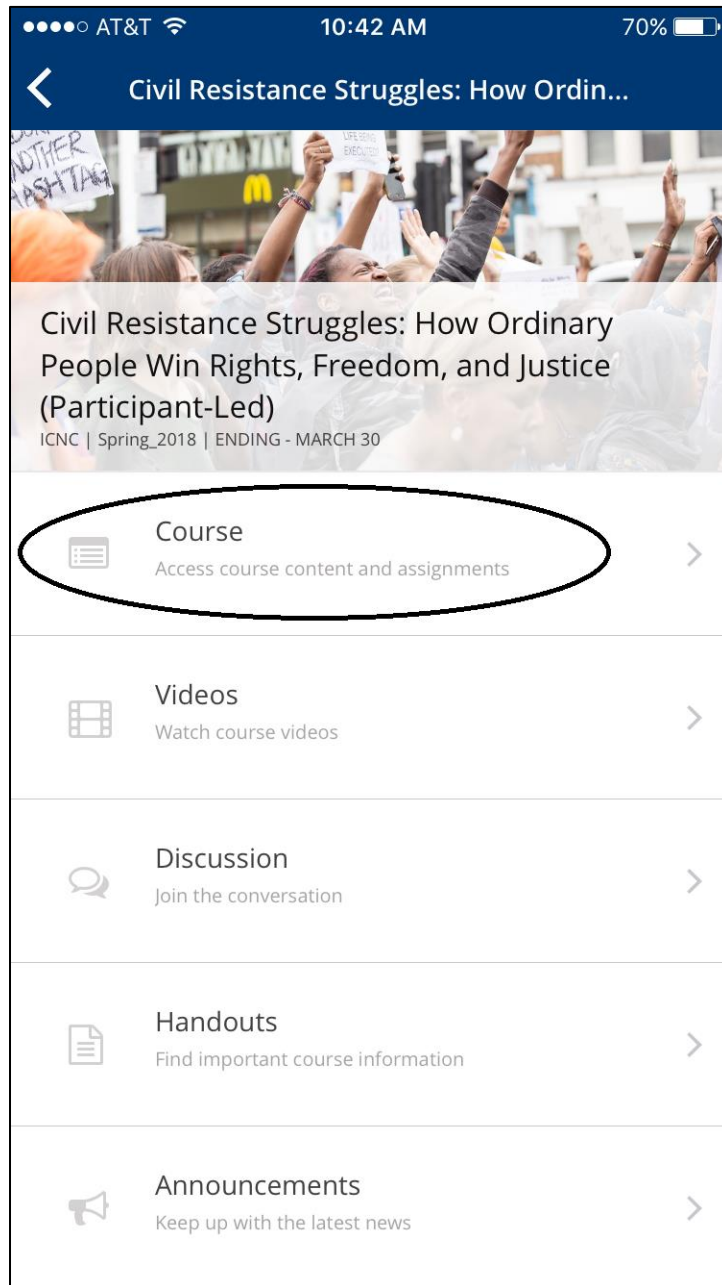 AT&T 10:42 AM 70%
Civil Resistance Struggles: How Ordin...
NOTHER
HASHTAG
Civil Resistance Struggles: How Ordinary
People Win Rights, Freedom, and Justice
(Participant-Led)
ICNC | Spring_2018 | ENDING - MARCH 30
Course
Access course content and assignments
Videos
Watch course videos
Discussion
Join the conversation
Handouts
Find important course information
Announcements
Keep up with the latest news